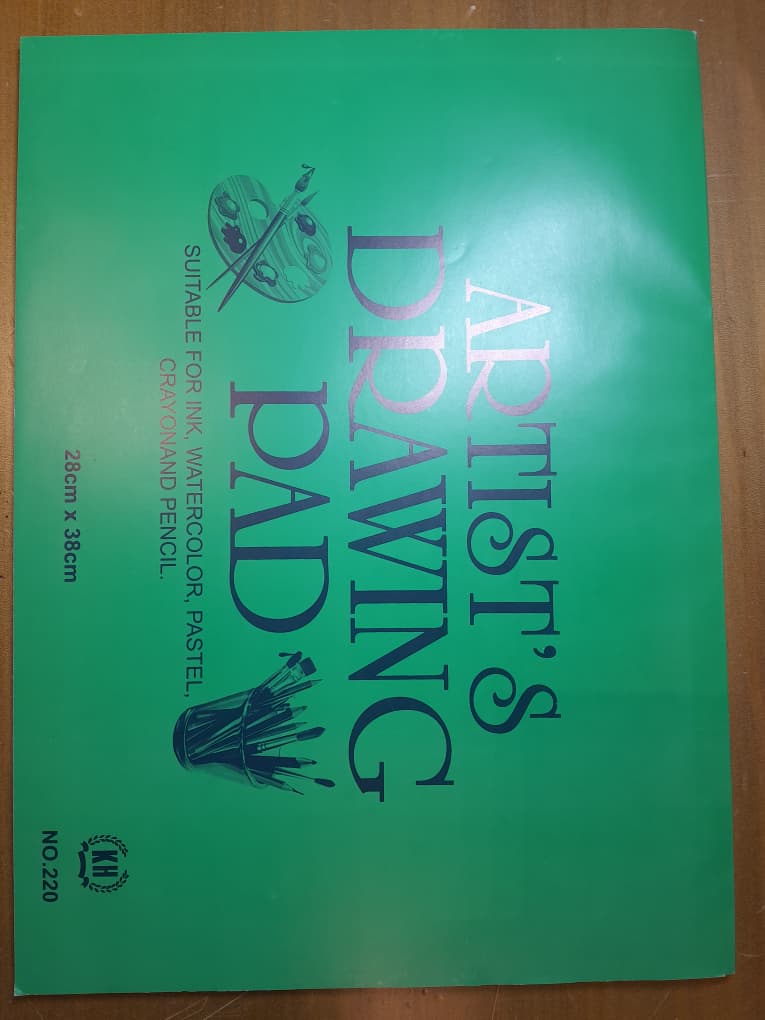 ARTIST'S
DRAWING
PAD
SUITABLE FOR INK, WATERCOLOR, PASTEL,
CRAYONAND PENCIL.
28cm x 38cm
KH
NO.220